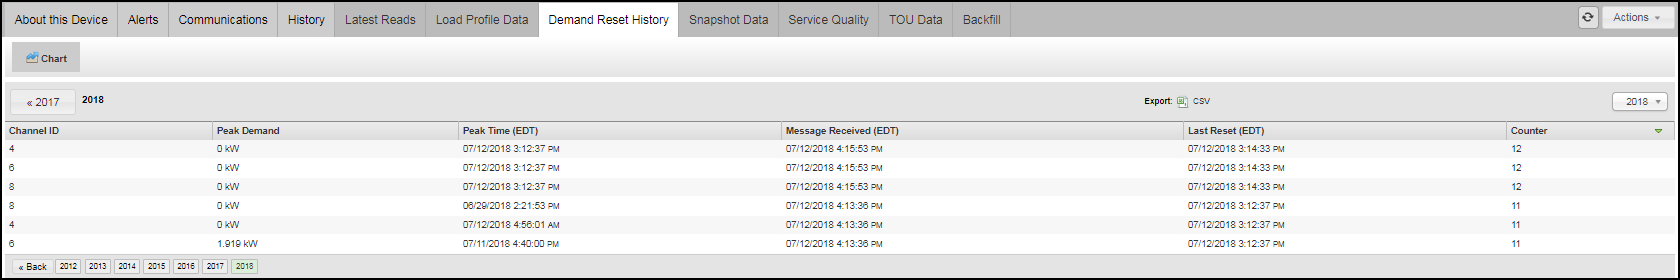 About this Device Alerts Communications History Latest Reads Load Profile Data Demand Reset History Snapshot Data Service Quality TOU Data Backfill Actions
Chart
« 2017 2018 Export: CSV 2018
Channel ID Peak Demand Peak Time (EDT) Message Received (EDT) Last Reset (EDT) Counter
4 0 kW 07/12/2018 3:12:37 PM 07/12/2018 4:15:53 PM 07/12/2018 3:14:33 PM 12
6 0 kW 07/12/2018 3:12:37 PM 07/12/2018 4:15:53 PM 07/12/2018 3:14:33 PM 12
8 0 kW 07/12/2018 3:12:37 PM 07/12/2018 4:15:53 PM 07/12/2018 3:14:33 PM 12
8 0 kW 06/29/2018 2:21:53 PM 07/12/2018 4:13:36 PM 07/12/2018 3:12:37 PM 11
4 0 kW 07/12/2018 4:56:01 AM 07/12/2018 4:13:36 PM 07/12/2018 3:12:37 PM 11
6 1.919 kW 07/11/2018 4:40:00 PM 07/12/2018 4:13:36 PM 07/12/2018 3:12:37 PM 11
« Back 2012 2013 2014 2015 2016 2017 2018